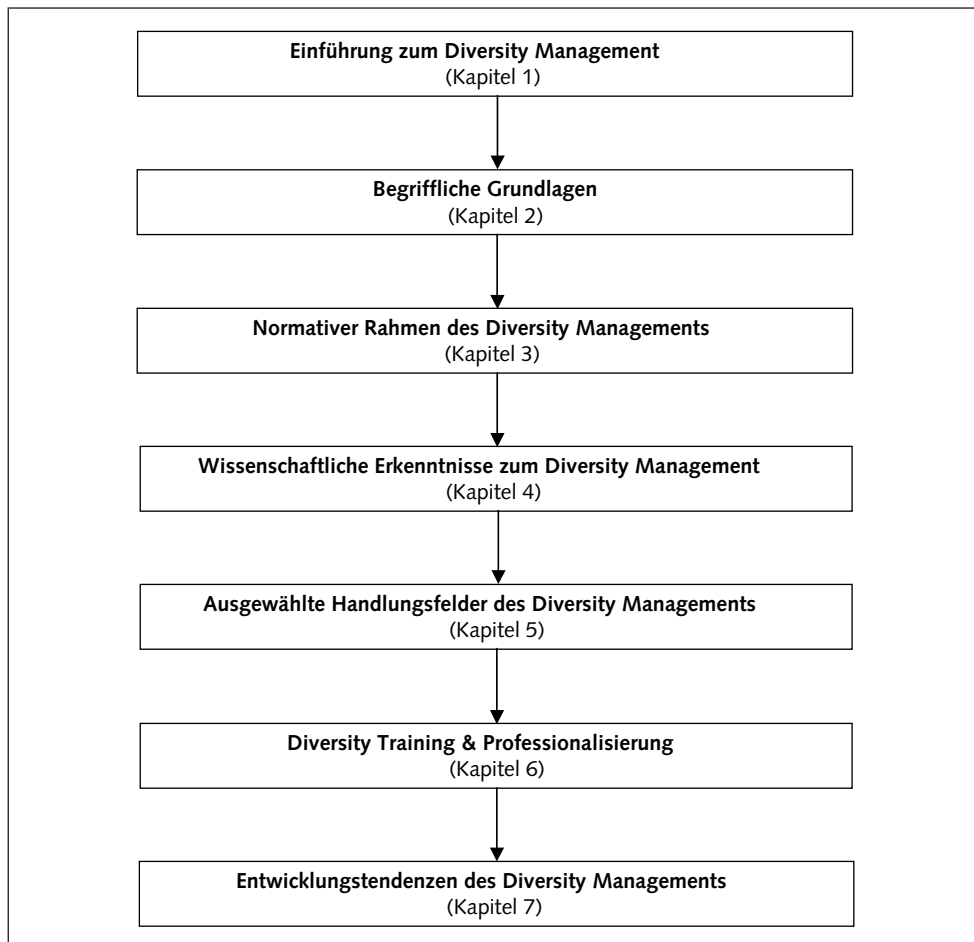 Einführung zum Diversity Management
(Kapitel 1)
Begriffliche Grundlagen
(Kapitel 2)
Normativer Rahmen des Diversity Managements
(Kapitel 3)
Wissenschaftliche Erkenntnisse zum Diversity Management
(Kapitel 4)
Ausgewählte Handlungsfelder des Diversity Managements
(Kapitel 5)
Diversity Training & Professionalisierung
(Kapitel 6)
Entwicklungstendenzen des Diversity Managements
(Kapitel 7)